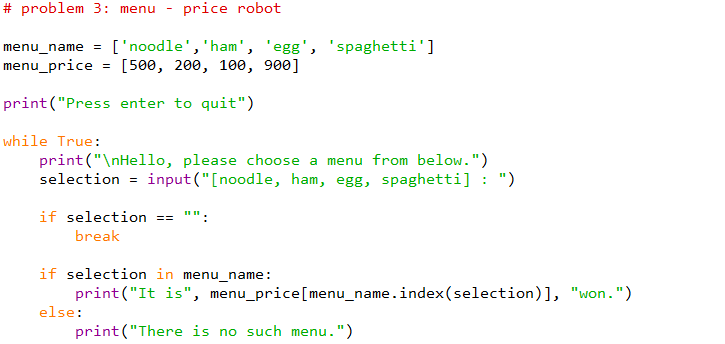 # problem 3: menu - price robot
menu_name = ['noodle','ham', 'egg', 'spaghetti']
menu_price = [500, 200, 100, 900]
print("Press enter to quit")
while True:
    print("\nHello, please choose a menu from below.")
    selection = input("[noodle, ham, egg, spaghetti] : ")
    if selection == "":
        break
    if selection in menu_name:
        print("It is", menu_price[menu_name.index(selection)], "won.")
    else:
        print("There is no such menu.")